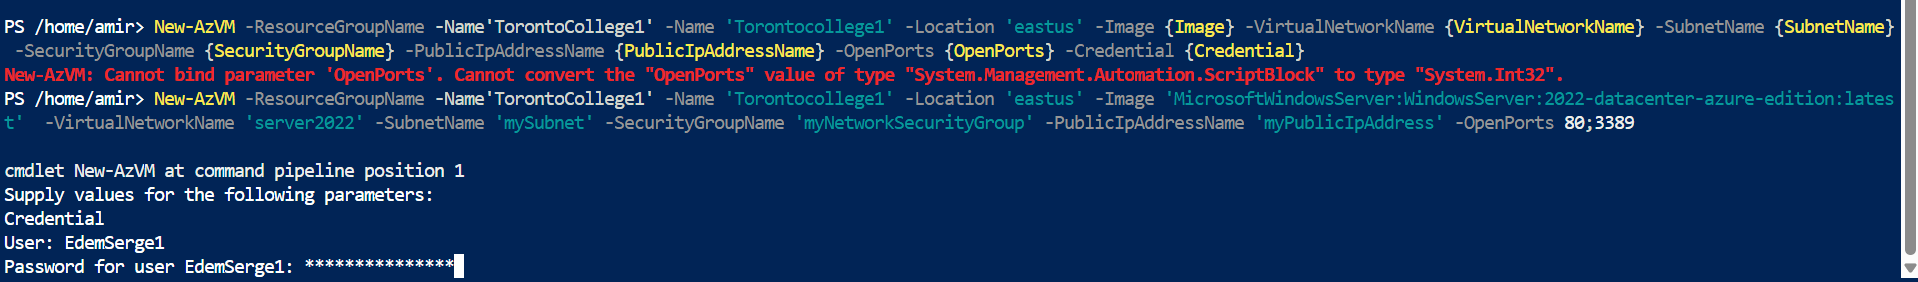 PS /home/amir> New-AzVM -ResourceGroupName -Name'TorontoCollege1' -Name 'Torontocollege1' -Location 'eastus' -Image {Image} -VirtualNetworkName {VirtualNetworkName} -SubnetName {SubnetName}
-SecurityGroupName {SecurityGroupName} -PublicIpAddressName {PublicIpAddressName} -OpenPorts {OpenPorts} -Credential {Credential}
New-AzVM: Cannot bind parameter 'OpenPorts'. Cannot convert the "OpenPorts" value of type "System.Management.Automation.ScriptBlock" to type "System.Int32".
PS /home/amir> New-AzVM -ResourceGroupName -Name'TorontoCollege1' -Name 'Torontocollege1' -Location 'eastus' -Image 'MicrosoftWindowsServer:WindowsServer:2022-datacenter-azure-edition:lates
t'  -VirtualNetworkName 'server2022' -SubnetName 'mySubnet' -SecurityGroupName 'myNetworkSecurityGroup' -PublicIpAddressName 'myPublicIpAddress' -OpenPorts 80;3389
cmdlet New-AzVM at command pipeline position 1
Supply values for the following parameters:
Credential
User: EdemSerge1
Password for user EdemSerge1: ***************